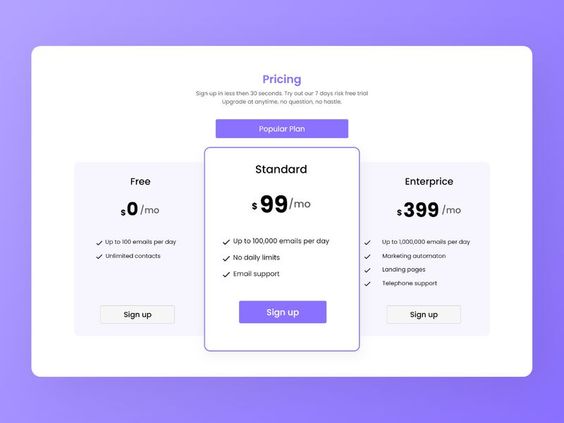 Pricing
Sign up in less then 30 seconds. Try out our 7 days risk free trial
Upgrade at anytime, no question, no hastle.
Popular Plan
Free
$0/mo
Up to 100 emails per day
Unlimited contacts
Sign up
Standard
$99/mo
Up to 100,000 emails per day
No daily limits
Email support
Sign up
Enterprice
$399/mo
Up to 1,000,000 emails per day
Marketing automaton
Landing pages
Telephone support
Sign up